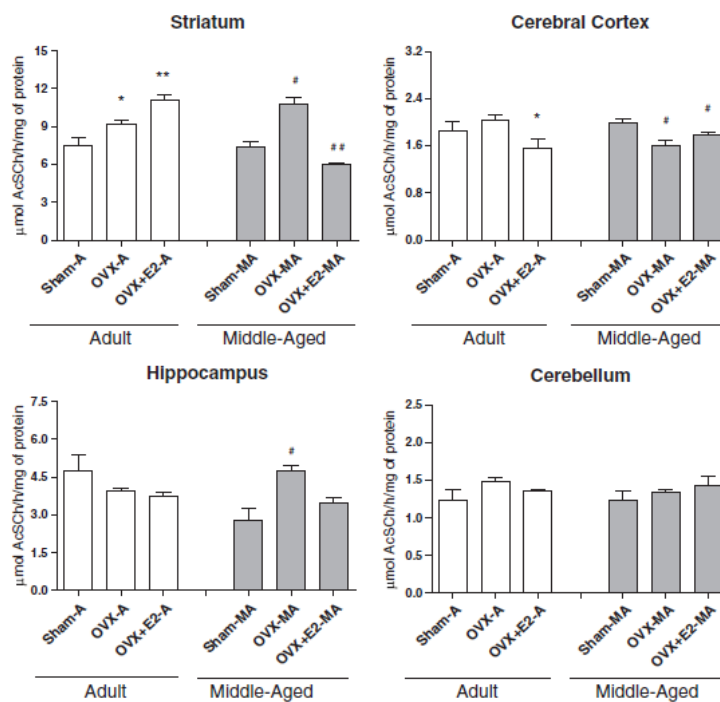 Striatum
μmol AcSCh/h/mg of protein
15
12
9
6
3
0
*
**
#
##
Sham-A
OVX-A
OVX+E2-A
Sham-MA
OVX-MA
OVX+E2-MA
Adult
Middle-Aged
Cerebral Cortex
μmol AcSCh/h/mg of protein
3.2
2.4
1.6
0.8
0.0
*
#
#
Sham-A
OVX-A
OVX+E2-A
Sham-MA
OVX-MA
OVX+E2-MA
Adult
Middle-Aged
Hippocampus
μmol AcSCh/h/mg of protein
7.5
6.0
4.5
3.0
1.5
0.0
#
Sham-A
OVX-A
OVX+E2-A
Sham-MA
OVX-MA
OVX+E2-MA
Adult
Middle-Aged
Cerebellum
μmol AcSCh/h/mg of protein
2.5
2.0
1.5
1.0
0.5
0.0
Sham-A
OVX-A
OVX+E2-A
Sham-MA
OVX-MA
OVX+E2-MA
Adult
Middle-Aged